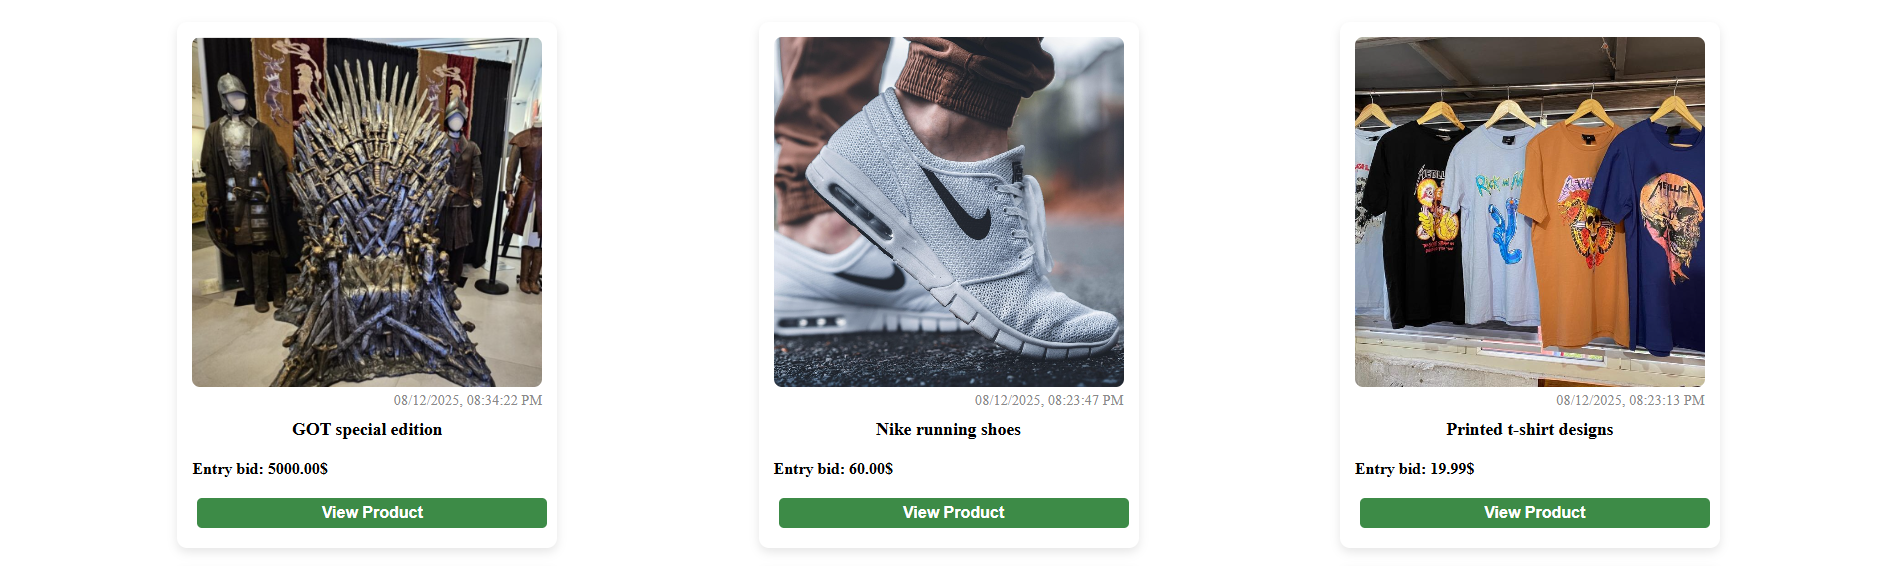 08/12/2025, 08:34:22 PM
GOT special edition
Entry bid: 5000.00$
View Product
08/12/2025, 08:23:47 PM
Nike running shoes
Entry bid: 60.00$
View Product
METALLICA
08/12/2025, 08:23:13 PM
Printed t-shirt designs
Entry bid: 19.99$
View Product